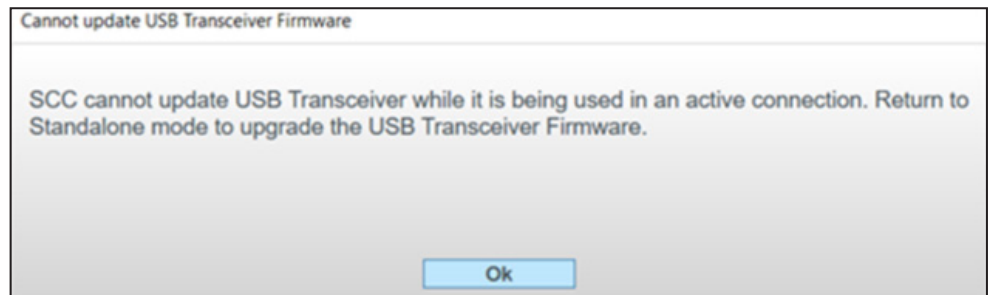 Cannot update USB Transceiver Firmware
SCC cannot update USB Transceiver while it is being used in an active connection. Return to
Standalone mode to upgrade the USB Transceiver Firmware.
Ok